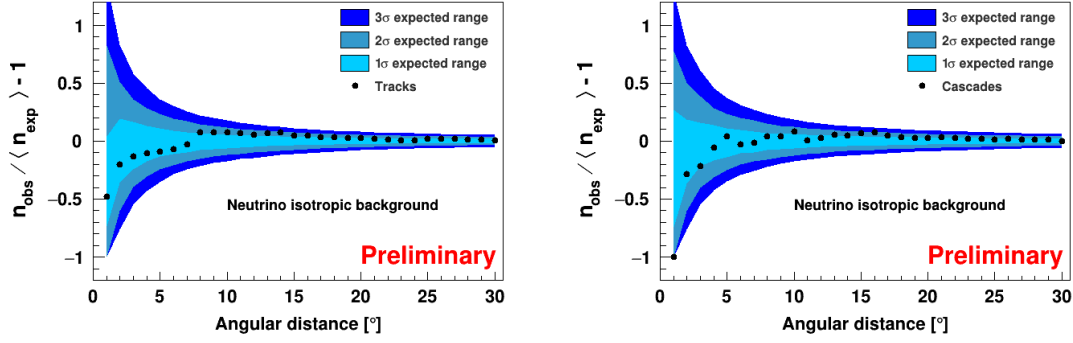 n_obs / ⟨ n_exp ⟩ - 1
1
0.5
0
−0.5
−1
3σ expected range
2σ expected range
1σ expected range
Tracks
Neutrino isotropic background
Preliminary
0 5 10 15 20 25 30
Angular distance [°]
n_obs / ⟨ n_exp ⟩ - 1
1
0.5
0
−0.5
−1
3σ expected range
2σ expected range
1σ expected range
Cascades
Neutrino isotropic background
Preliminary
0 5 10 15 20 25 30
Angular distance [°]